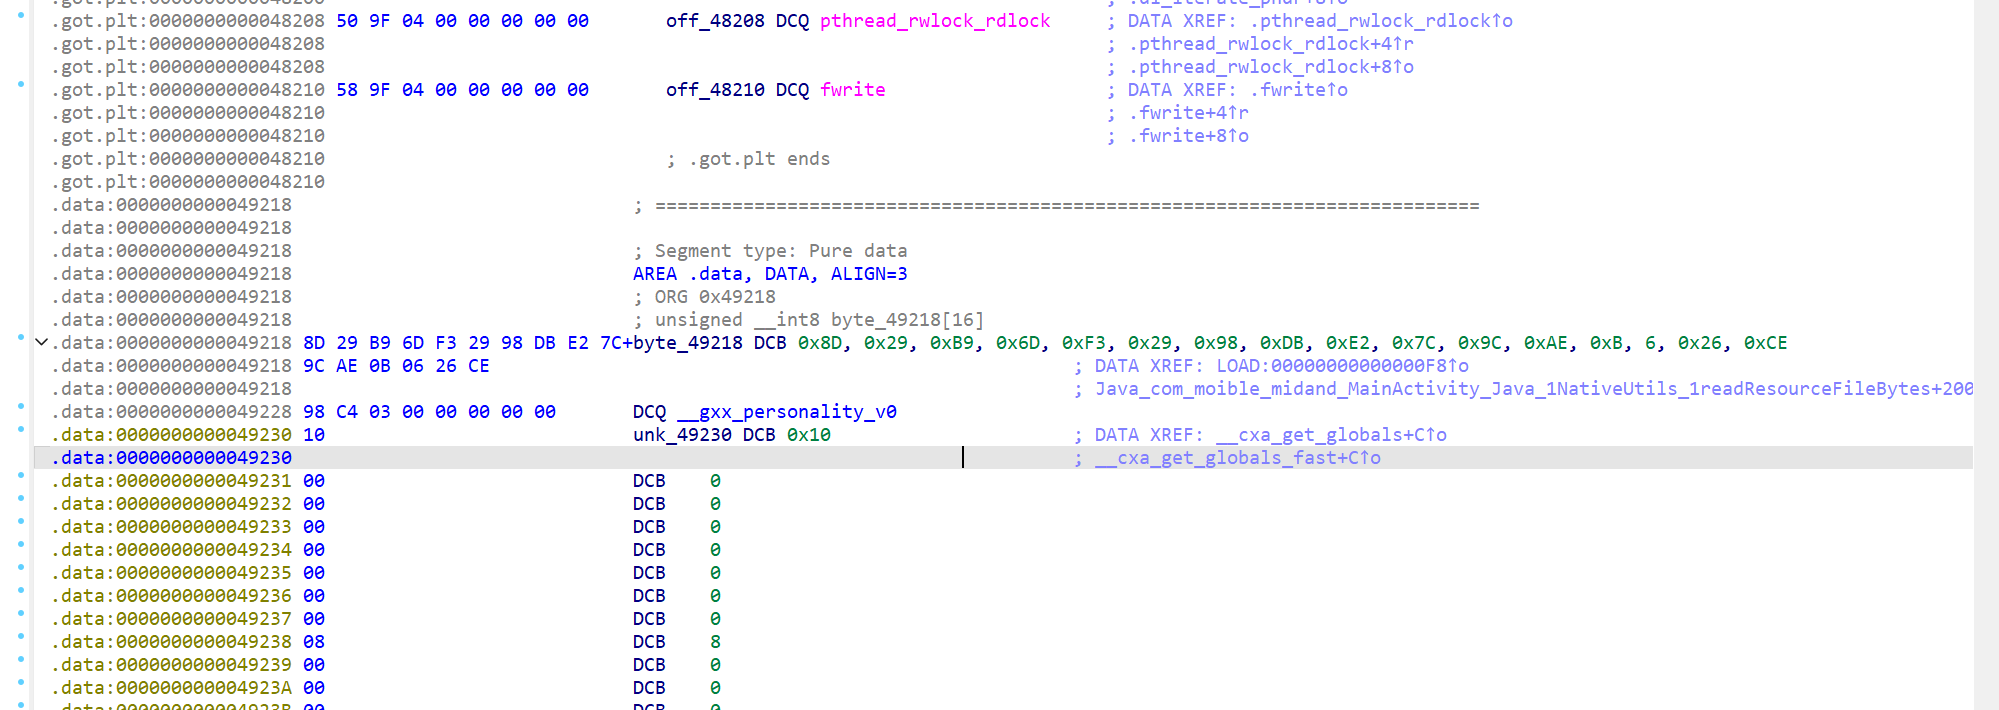 .got.plt:0000000000048208 50 9F 04 00 00 00 00 00 off_48208 DCQ pthread_rwlock_rdlock ; DATA XREF: .pthread_rwlock_rdlock↑o
.got.plt:0000000000048208 ; .pthread_rwlock_rdlock+4↑r
.got.plt:0000000000048208 ; .pthread_rwlock_rdlock+8↑o
.got.plt:0000000000048210 58 9F 04 00 00 00 00 00 off_48210 DCQ fwrite ; DATA XREF: .fwrite↑o
.got.plt:0000000000048210 ; .fwrite+4↑r
.got.plt:0000000000048210 ; .fwrite+8↑o
.got.plt:0000000000048210 ; .got.plt ends
.got.plt:0000000000048210
.data:0000000000049218 ; ===========================================================================
.data:0000000000049218
.data:0000000000049218 ; Segment type: Pure data
.data:0000000000049218 AREA .data, DATA, ALIGN=3
.data:0000000000049218 ; ORG 0x49218
.data:0000000000049218 ; unsigned __int8 byte_49218[16]
.data:0000000000049218 8D 29 B9 6D F3 29 98 DB E2 7C+byte_49218 DCB 0x8D, 0x29, 0xB9, 0x6D, 0xF3, 0x29, 0x98, 0xDB, 0xE2, 0x7C, 0x9C, 0xAE, 0xB, 6, 0x26, 0xCE
.data:0000000000049218 9C AE 0B 06 26 CE ; DATA XREF: LOAD:00000000000000F8↑o
.data:0000000000049218 ; Java_com_moible_midand_MainActivity_Java_1NativeUtils_1readResourceFileBytes+200
.data:0000000000049228 98 C4 03 00 00 00 00 00 DCQ __gxx_personality_v0
.data:0000000000049230 10 unk_49230 DCB 0x10 ; DATA XREF: __cxa_get_globals+C↑o
.data:0000000000049230 ; __cxa_get_globals_fast+C↑o
.data:0000000000049231 00 DCB 0
.data:0000000000049232 00 DCB 0
.data:0000000000049233 00 DCB 0
.data:0000000000049234 00 DCB 0
.data:0000000000049235 00 DCB 0
.data:0000000000049236 00 DCB 0
.data:0000000000049237 00 DCB 0
.data:0000000000049238 08 DCB 8
.data:0000000000049239 00 DCB 0
.data:000000000004923A 00 DCB 0